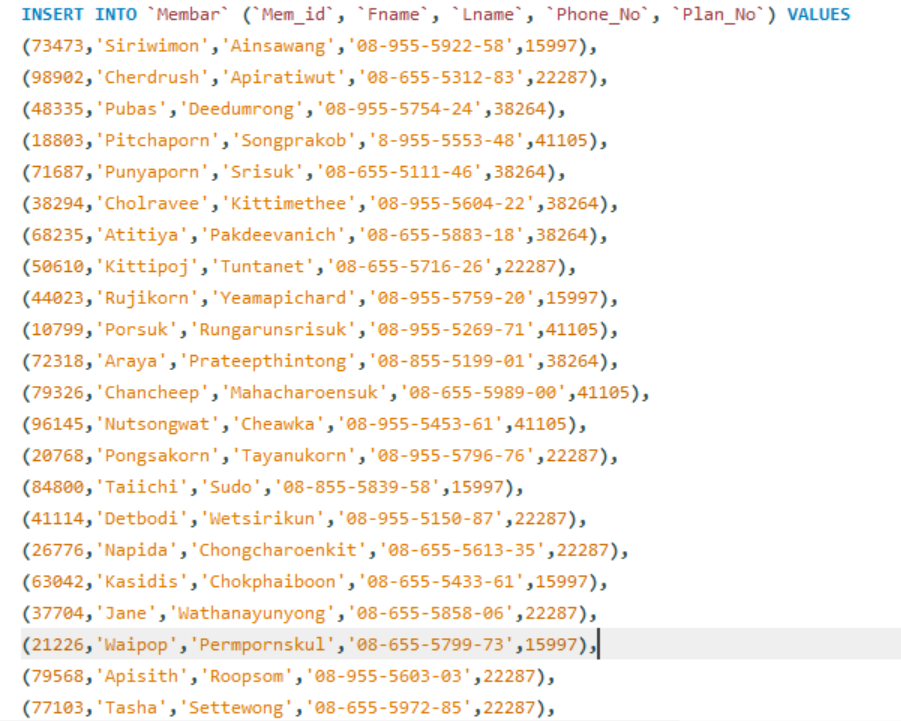 INSERT INTO `Membar` (`Mem_id`, `Fname`, `Lname`, `Phone_No`, `Plan_No`) VALUES
(73473,'Siriwimon','Ainsawang','08-955-5922-58',15997),
(98902,'Cherdrush','Apiratiwut','08-655-5312-83',22287),
(48335,'Pubas','Deedumrong','08-955-5754-24',38264),
(18803,'Pitchaporn','Songprakob','8-955-5553-48',41105),
(71687,'Punyaporn','Srisuk','08-655-5111-46',38264),
(38294,'Cholravee','Kittimethee','08-955-5604-22',38264),
(68235,'Atitiya','Pakdeevanich','08-655-5883-18',38264),
(50610,'Kittipoj','Tuntanet','08-655-5716-26',22287),
(44023,'Rujikorn','Yeamapichard','08-955-5759-20',15997),
(10799,'Porsuk','Rungarunsrisuk','08-955-5269-71',41105),
(72318,'Araya','Prateepthintong','08-855-5199-01',38264),
(79326,'Chancheep','Mahacharoensuk','08-655-5989-00',41105),
(96145,'Nutsongwat','Cheawka','08-955-5453-61',41105),
(20768,'Pongsakorn','Tayanukorn','08-955-5796-76',22287),
(84800,'Taiichi','Sudo','08-855-5839-58',15997),
(41114,'Detbodi','Wetsirikun','08-955-5150-87',22287),
(26776,'Napida','Chongcharoenkit','08-655-5613-35',22287),
(63042,'Kasidis','Chokphaiboon','08-655-5433-61',15997),
(37704,'Jane','Wathanayunyong','08-655-5858-06',22287),
(21226,'Waipop','Permpornskul','08-655-5799-73',15997),
(79568,'Apisith','Roopsom','08-955-5603-03',22287),
(77103,'Tasha','Settewong','08-655-5972-85',22287),